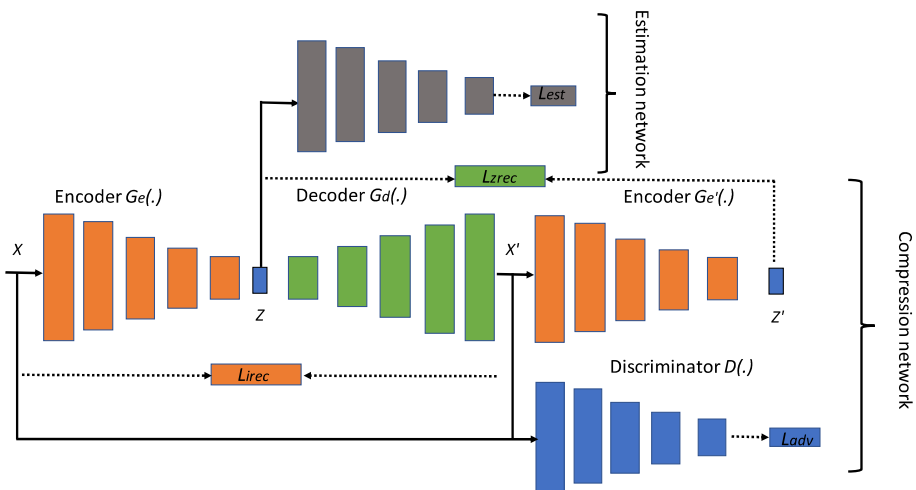 Lest
Estimation network
Lzrec
Encoder Ge(.)
Decoder Gd(.)
Encoder Ge'(.)
X
X'
Z
Z'
Compression network
Lirec
Discriminator D(.)
Ladv